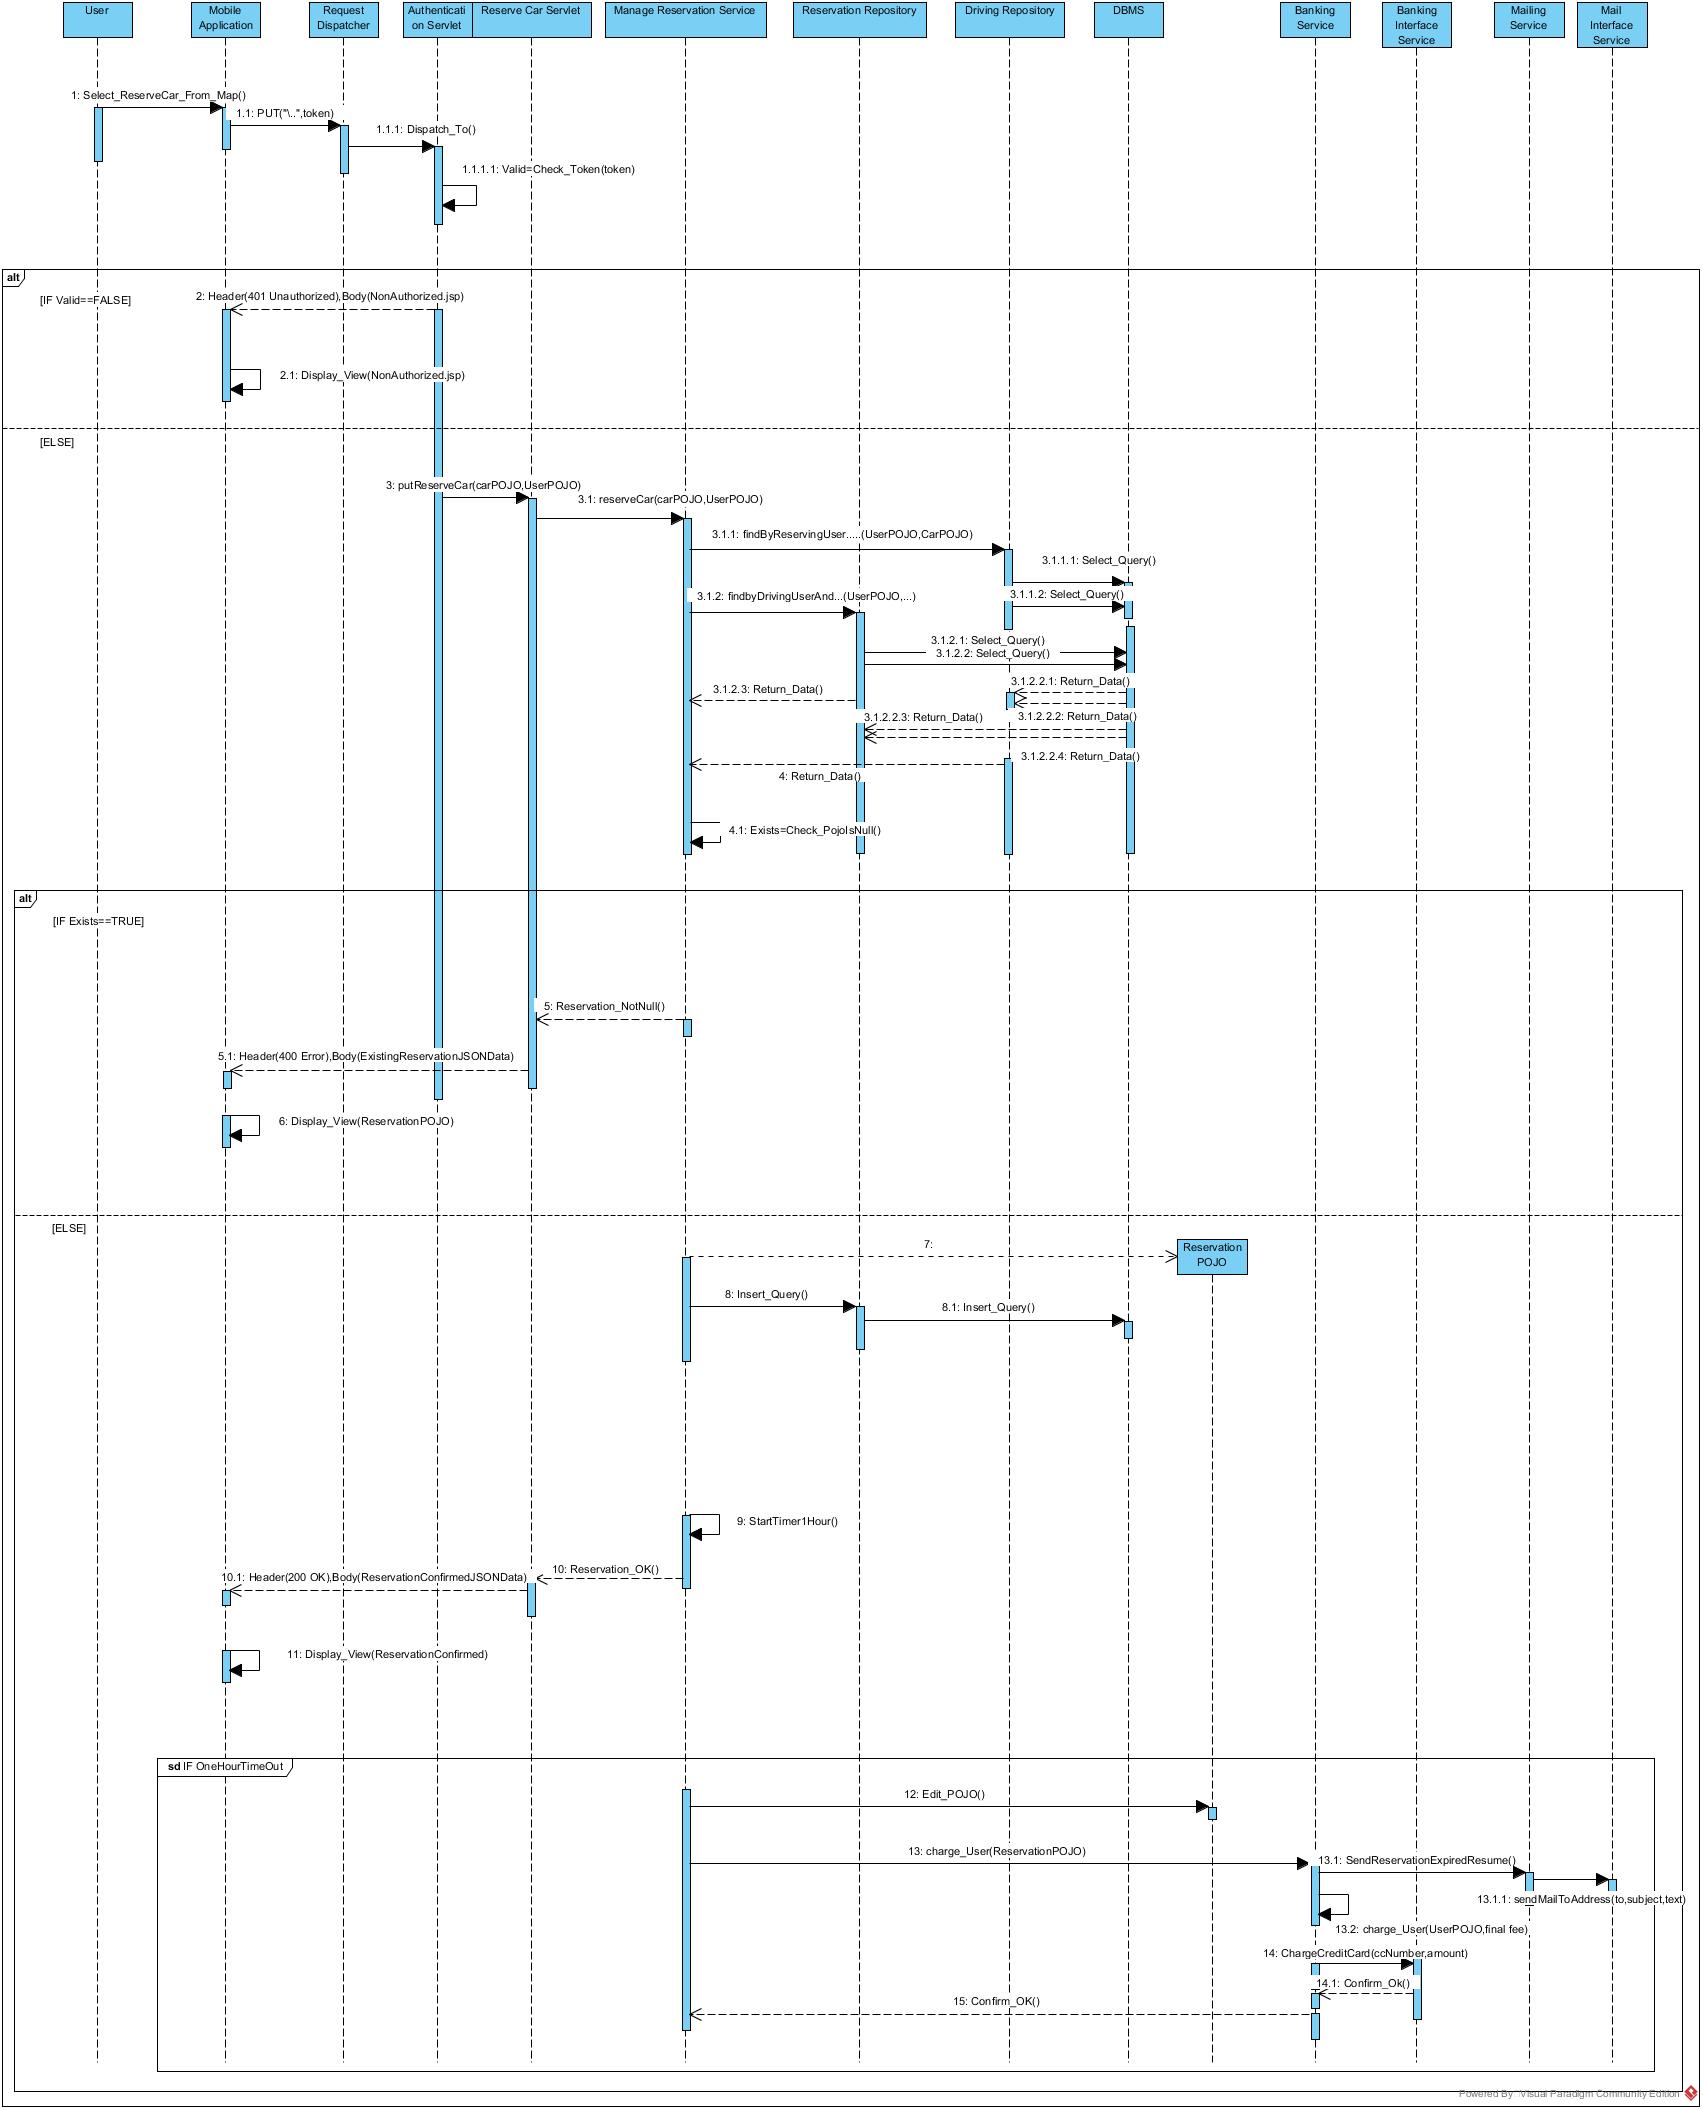 User
Mobile
Application
Request
Dispatcher
Authenticati
on Servlet
Reserve Car Servlet
Manage Reservation Service
Reservation Repository
Driving Repository
DBMS
Banking
Service
Banking
Interface
Service
Mailing
Service
Mail
Interface
Service
1: Select_ReserveCar_From_Map()
1.1: PUT("\..",token)
1.1.1: Dispatch_To()
1.1.1.1: Valid=Check_Token(token)
alt
[IF Valid==FALSE]
2: Header(401 Unauthorized),Body(NonAuthorized.jsp)
2.1: Display_View(NonAuthorized.jsp)
[ELSE]
3: putReserveCar(carPOJO,UserPOJO)
3.1: reserveCar(carPOJO,UserPOJO)
3.1.1: findByReservingUser.....(UserPOJO,CarPOJO)
3.1.1.1: Select_Query()
3.1.1.2: Select_Query()
3.1.2: findbyDrivingUserAnd...(UserPOJO,...)
3.1.2.1: Select_Query()
3.1.2.2: Select_Query()
3.1.2.2.1: Return_Data()
3.1.2.3: Return_Data()
3.1.2.2.3: Return_Data()
3.1.2.2.2: Return_Data()
3.1.2.2.4: Return_Data()
4: Return_Data()
4.1: Exists=Check_PojoIsNull()
alt
[IF Exists==TRUE]
5: Reservation_NotNull()
5.1: Header(400 Error),Body(ExistingReservationJSONData)
6: Display_View(ReservationPOJO)
[ELSE]
7:
Reservation
POJO
8: Insert_Query()
8.1: Insert_Query()
9: StartTimer1Hour()
10: Reservation_OK()
10.1: Header(200 OK),Body(ReservationConfirmedJSONData)
11: Display_View(ReservationConfirmed)
sd IF OneHourTimeOut
12: Edit_POJO()
13: charge_User(ReservationPOJO)
13.1: SendReservationExpiredResume()
13.1.1: sendMailToAddress(to,subject,text)
13.2: charge_User(UserPOJO,final fee)
14: ChargeCreditCard(ccNumber,amount)
14.1: Confirm_Ok()
15: Confirm_OK()
Powered By Visual Paradigm Community Edition